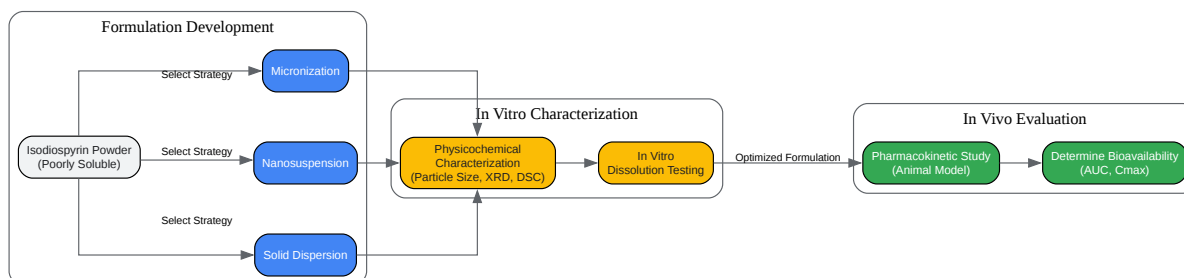 Formulation Development
Select Strategy
Micronization
Isodiospyrin Powder
(Poorly Soluble)
Select Strategy
Nanosuspension
Select Strategy
Solid Dispersion
In Vitro Characterization
Physicochemical
Characterization
(Particle Size, XRD, DSC)
In Vitro
Dissolution Testing
Optimized Formulation
In Vivo Evaluation
Pharmacokinetic Study
(Animal Model)
Determine Bioavailability
(AUC, Cmax)